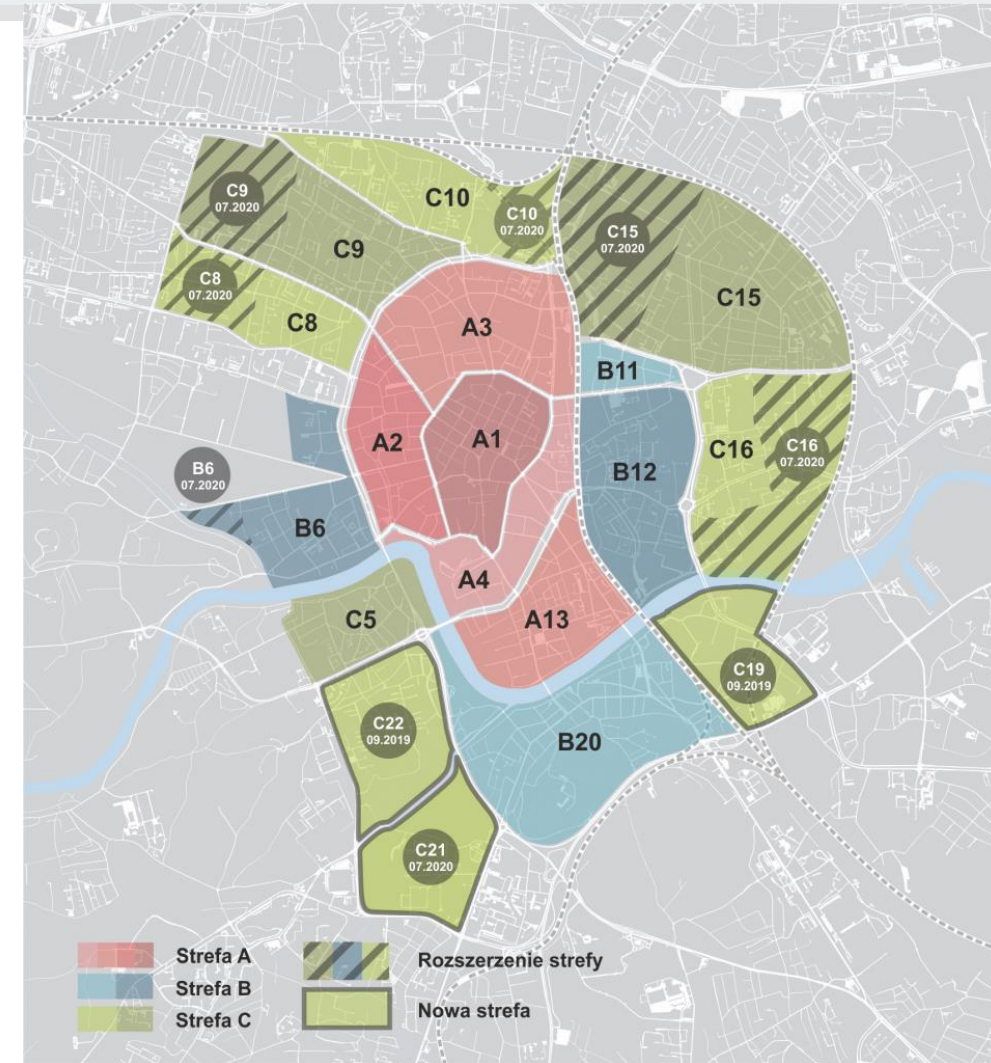 C10
C9
07.2020
C10
07.2020
C15
07.2020
C9
C8
07.2020
C15
C8
A3
B11
A2
A1
C16
C16
07.2020
B6
07.2020
B12
B6
A4
C5
A13
C19
09.2019
C22
09.2019
B20
C21
07.2020
Strefa A
Strefa B
Strefa C
Rozszerzenie strefy
Nowa strefa